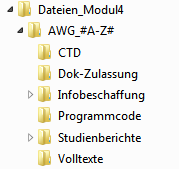 Dateien_Modul4
AWG_#A-Z#
CTD
Dok-Zulassung
Infobeschaffung
Programmcode
Studienberichte
Volltexte